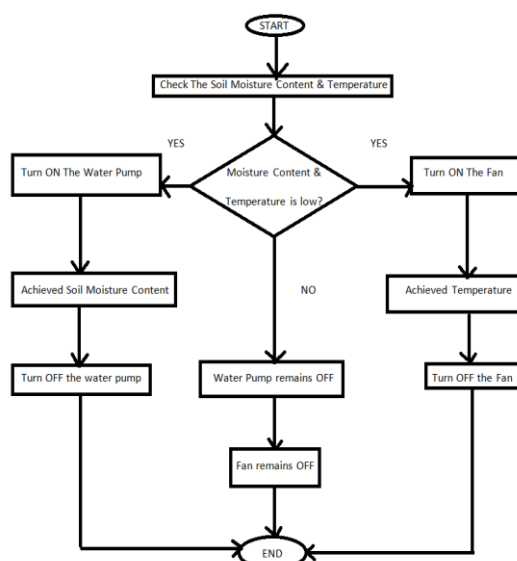 START
Check The Soil Moisture Content & Temperature
YES
YES
Turn ON The Water Pump
Moisture Content &
Temperature is low?
Turn ON The Fan
Achieved Soil Moisture Content
NO
Achieved Temperature
Turn OFF the water pump
Water Pump remains OFF
Turn OFF the Fan
Fan remains OFF
END